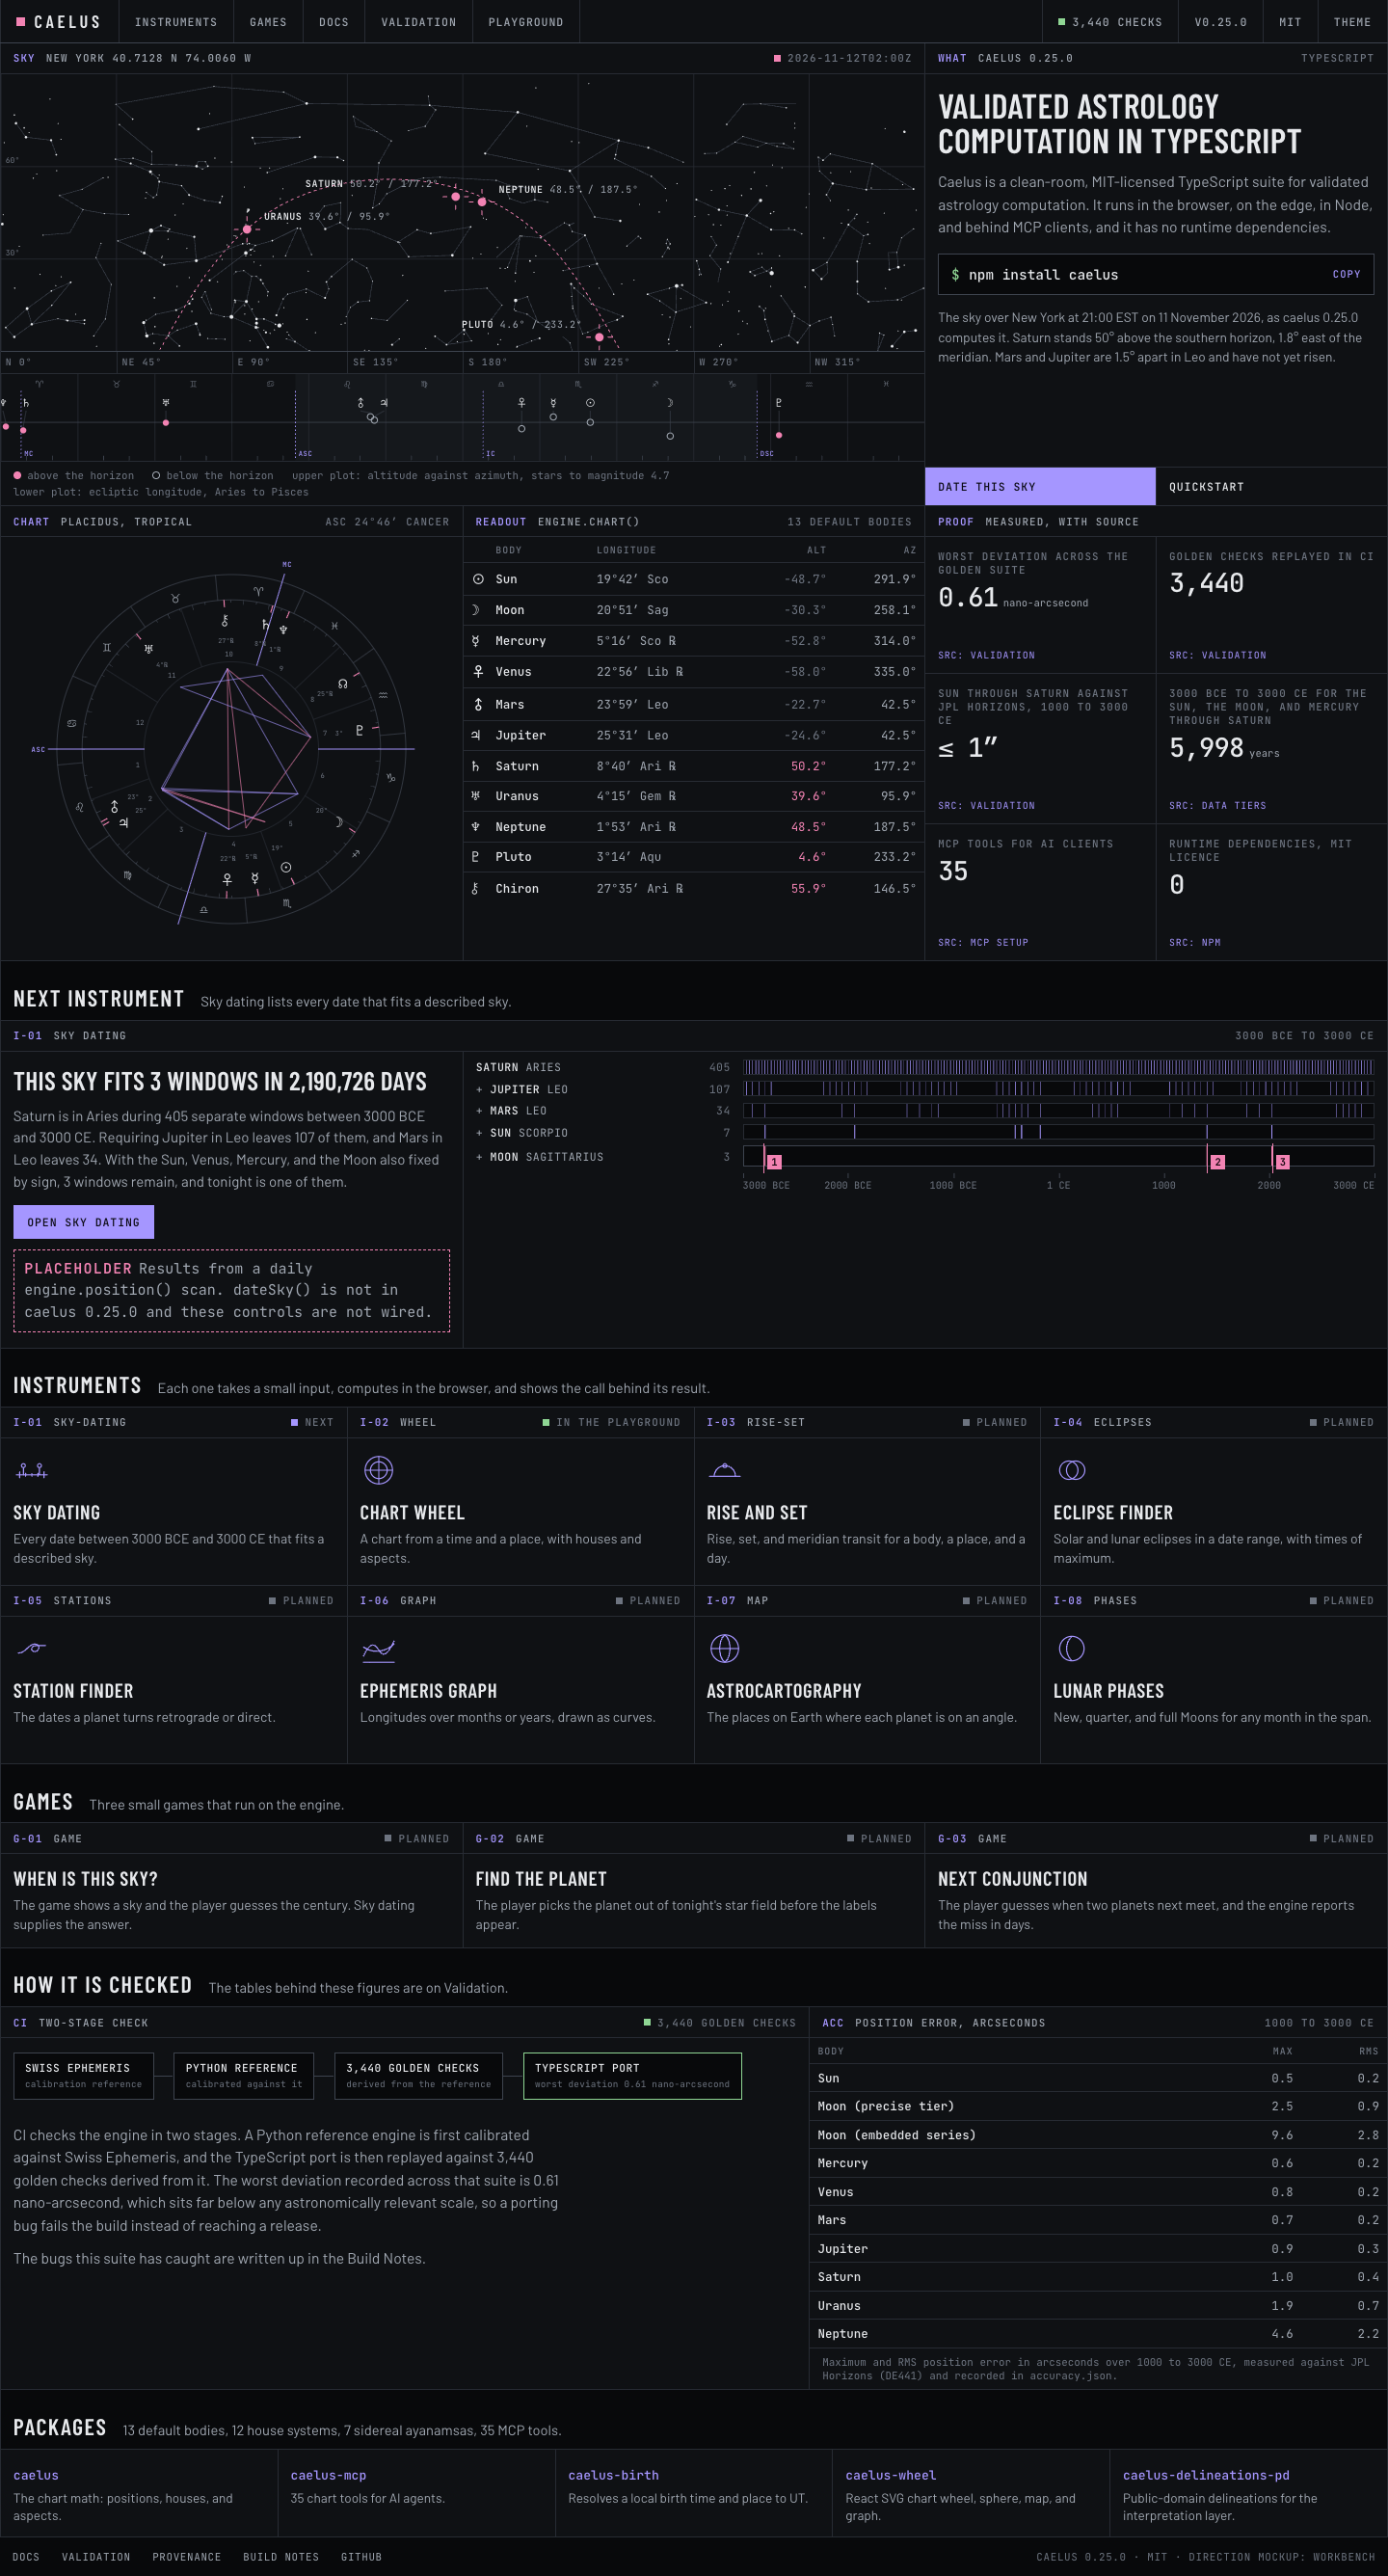 CAELUS
INSTRUMENTS
GAMES
DOCS
VALIDATION
PLAYGROUND
3,440 CHECKS
V0.25.0
MIT
THEME
SKY NEW YORK 40.7128 N 74.0060 W
2026-11-12T02:00Z
60°
30°
SATURN 50.2° / 177.2°
NEPTUNE 48.5° / 187.5°
URANUS 39.6° / 95.9°
PLUTO 4.6° / 233.2°
N 0°
NE 45°
E 90°
SE 135°
S 180°
SW 225°
W 270°
NW 315°
♈ ♉ ♊ ♋ ♌ ♍ ♎ ♏ ♐ ♑ ♒ ♓
MC
ASC
IC
DSC
above the horizon
below the horizon
upper plot: altitude against azimuth, stars to magnitude 4.7
lower plot: ecliptic longitude, Aries to Pisces
WHAT CAELUS 0.25.0
TYPESCRIPT
VALIDATED ASTROLOGY
COMPUTATION IN TYPESCRIPT
Caelus is a clean-room, MIT-licensed TypeScript suite for validated
astrology computation. It runs in the browser, on the edge, in Node,
and behind MCP clients, and it has no runtime dependencies.
$ npm install caelus
COPY
The sky over New York at 21:00 EST on 11 November 2026, as caelus 0.25.0
computes it. Saturn stands 50° above the southern horizon, 1.8° east of the
meridian. Mars and Jupiter are 1.5° apart in Leo and have not yet risen.
DATE THIS SKY
QUICKSTART
CHART PLACIDUS, TROPICAL
ASC 24°46′ CANCER
MC
ASC
READOUT ENGINE.CHART()
13 DEFAULT BODIES
BODY LONGITUDE ALT AZ
☉ Sun 19°42′ Sco -48.7° 291.9°
☽ Moon 20°51′ Sag -30.3° 258.1°
☿ Mercury 5°16′ Sco ℞ -52.8° 314.0°
♀ Venus 22°56′ Lib ℞ -58.0° 335.0°
♂ Mars 23°59′ Leo -22.7° 42.5°
♃ Jupiter 25°31′ Leo -24.6° 42.5°
♄ Saturn 8°40′ Ari ℞ 50.2° 177.2°
♅ Uranus 4°15′ Gem ℞ 39.6° 95.9°
♆ Neptune 1°53′ Ari ℞ 48.5° 187.5°
♇ Pluto 3°14′ Aqu 4.6° 233.2°
⚷ Chiron 27°35′ Ari ℞ 55.9° 146.5°
PROOF MEASURED, WITH SOURCE
WORST DEVIATION ACROSS THE
GOLDEN SUITE
0.61 nano-arcsecond
SRC: VALIDATION
GOLDEN CHECKS REPLAYED IN CI
3,440
SRC: VALIDATION
SUN THROUGH SATURN AGAINST
JPL HORIZONS, 1000 TO 3000
CE
≤ 1″
SRC: VALIDATION
3000 BCE TO 3000 CE FOR THE
SUN, THE MOON, AND MERCURY
THROUGH SATURN
5,998 years
SRC: DATA TIERS
MCP TOOLS FOR AI CLIENTS
35
SRC: MCP SETUP
RUNTIME DEPENDENCIES, MIT
LICENCE
0
SRC: NPM
NEXT INSTRUMENT Sky dating lists every date that fits a described sky.
I-01 SKY DATING
3000 BCE TO 3000 CE
THIS SKY FITS 3 WINDOWS IN 2,190,726 DAYS
Saturn is in Aries during 405 separate windows between 3000 BCE
and 3000 CE. Requiring Jupiter in Leo leaves 107 of them, and Mars in
Leo leaves 34. With the Sun, Venus, Mercury, and the Moon also fixed
by sign, 3 windows remain, and tonight is one of them.
OPEN SKY DATING
PLACEHOLDER Results from a daily
engine.position() scan. dateSky() is not in
caelus 0.25.0 and these controls are not wired.
SATURN ARIES 405
+ JUPITER LEO 107
+ MARS LEO 34
+ SUN SCORPIO 7
+ MOON SAGITTARIUS 3
1
2
3
3000 BCE
2000 BCE
1000 BCE
1 CE
1000
2000
3000 CE
INSTRUMENTS Each one takes a small input, computes in the browser, and shows the call behind its result.
I-01 SKY-DATING
NEXT
SKY DATING
Every date between 3000 BCE and 3000 CE that fits a
described sky.
I-02 WHEEL
IN THE PLAYGROUND
CHART WHEEL
A chart from a time and a place, with houses and
aspects.
I-03 RISE-SET
PLANNED
RISE AND SET
Rise, set, and meridian transit for a body, a place, and a
day.
I-04 ECLIPSES
PLANNED
ECLIPSE FINDER
Solar and lunar eclipses in a date range, with times of
maximum.
I-05 STATIONS
PLANNED
STATION FINDER
The dates a planet turns retrograde or direct.
I-06 GRAPH
PLANNED
EPHEMERIS GRAPH
Longitudes over months or years, drawn as curves.
I-07 MAP
PLANNED
ASTROCARTOGRAPHY
The places on Earth where each planet is on an angle.
I-08 PHASES
PLANNED
LUNAR PHASES
New, quarter, and full Moons for any month in the span.
GAMES Three small games that run on the engine.
G-01 GAME
PLANNED
WHEN IS THIS SKY?
The game shows a sky and the player guesses the century. Sky dating
supplies the answer.
G-02 GAME
PLANNED
FIND THE PLANET
The player picks the planet out of tonight's star field before the labels
appear.
G-03 GAME
PLANNED
NEXT CONJUNCTION
The player guesses when two planets next meet, and the engine reports
the miss in days.
HOW IT IS CHECKED The tables behind these figures are on Validation.
CI TWO-STAGE CHECK
3,440 GOLDEN CHECKS
SWISS EPHEMERIS
calibration reference
PYTHON REFERENCE
calibrated against it
3,440 GOLDEN CHECKS
derived from the reference
TYPESCRIPT PORT
worst deviation 0.61 nano-arcsecond
CI checks the engine in two stages. A Python reference engine is first calibrated
against Swiss Ephemeris, and the TypeScript port is then replayed against 3,440
golden checks derived from it. The worst deviation recorded across that suite is 0.61
nano-arcsecond, which sits far below any astronomically relevant scale, so a porting
bug fails the build instead of reaching a release.
The bugs this suite has caught are written up in the Build Notes.
ACC POSITION ERROR, ARCSECONDS
1000 TO 3000 CE
BODY MAX RMS
Sun 0.5 0.2
Moon (precise tier) 2.5 0.9
Moon (embedded series) 9.6 2.8
Mercury 0.6 0.2
Venus 0.8 0.2
Mars 0.7 0.2
Jupiter 0.9 0.3
Saturn 1.0 0.4
Uranus 1.9 0.7
Neptune 4.6 2.2
Maximum and RMS position error in arcseconds over 1000 to 3000 CE, measured against JPL
Horizons (DE441) and recorded in accuracy.json.
PACKAGES 13 default bodies, 12 house systems, 7 sidereal ayanamsas, 35 MCP tools.
caelus
The chart math: positions, houses, and
aspects.
caelus-mcp
35 chart tools for AI agents.
caelus-birth
Resolves a local birth time and place to UT.
caelus-wheel
React SVG chart wheel, sphere, map, and
graph.
caelus-delineations-pd
Public-domain delineations for the
interpretation layer.
DOCS
VALIDATION
PROVENANCE
BUILD NOTES
GITHUB
CAELUS 0.25.0 · MIT · DIRECTION MOCKUP: WORKBENCH